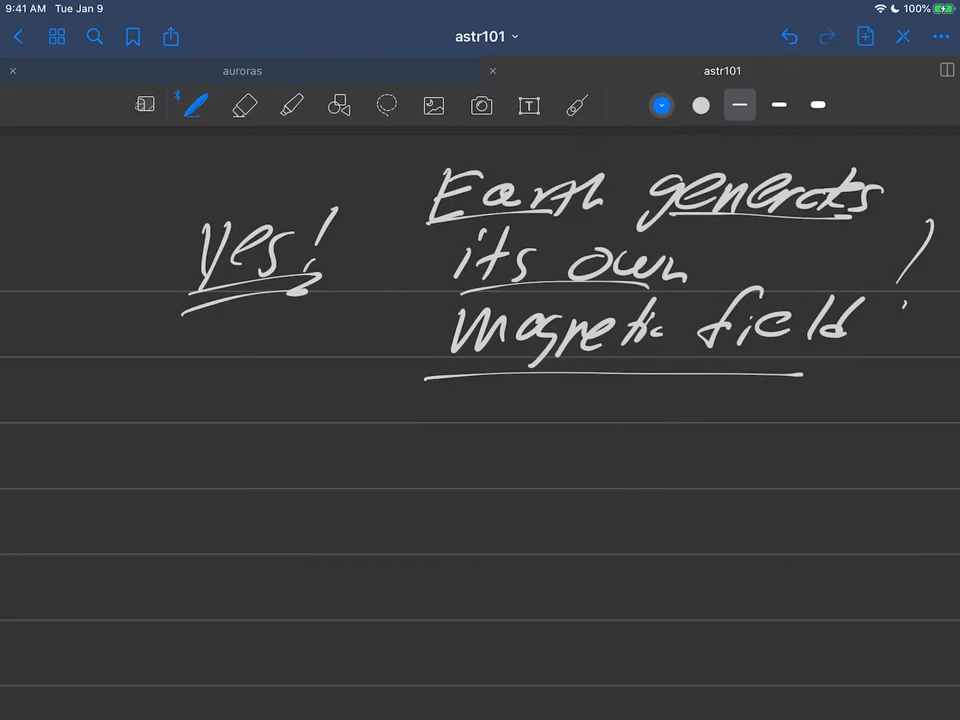 9:41 AM Tue Jan 9
100%
astr101
auroras
astr101
T
Earth generates
yes!
its own
magnetic field !